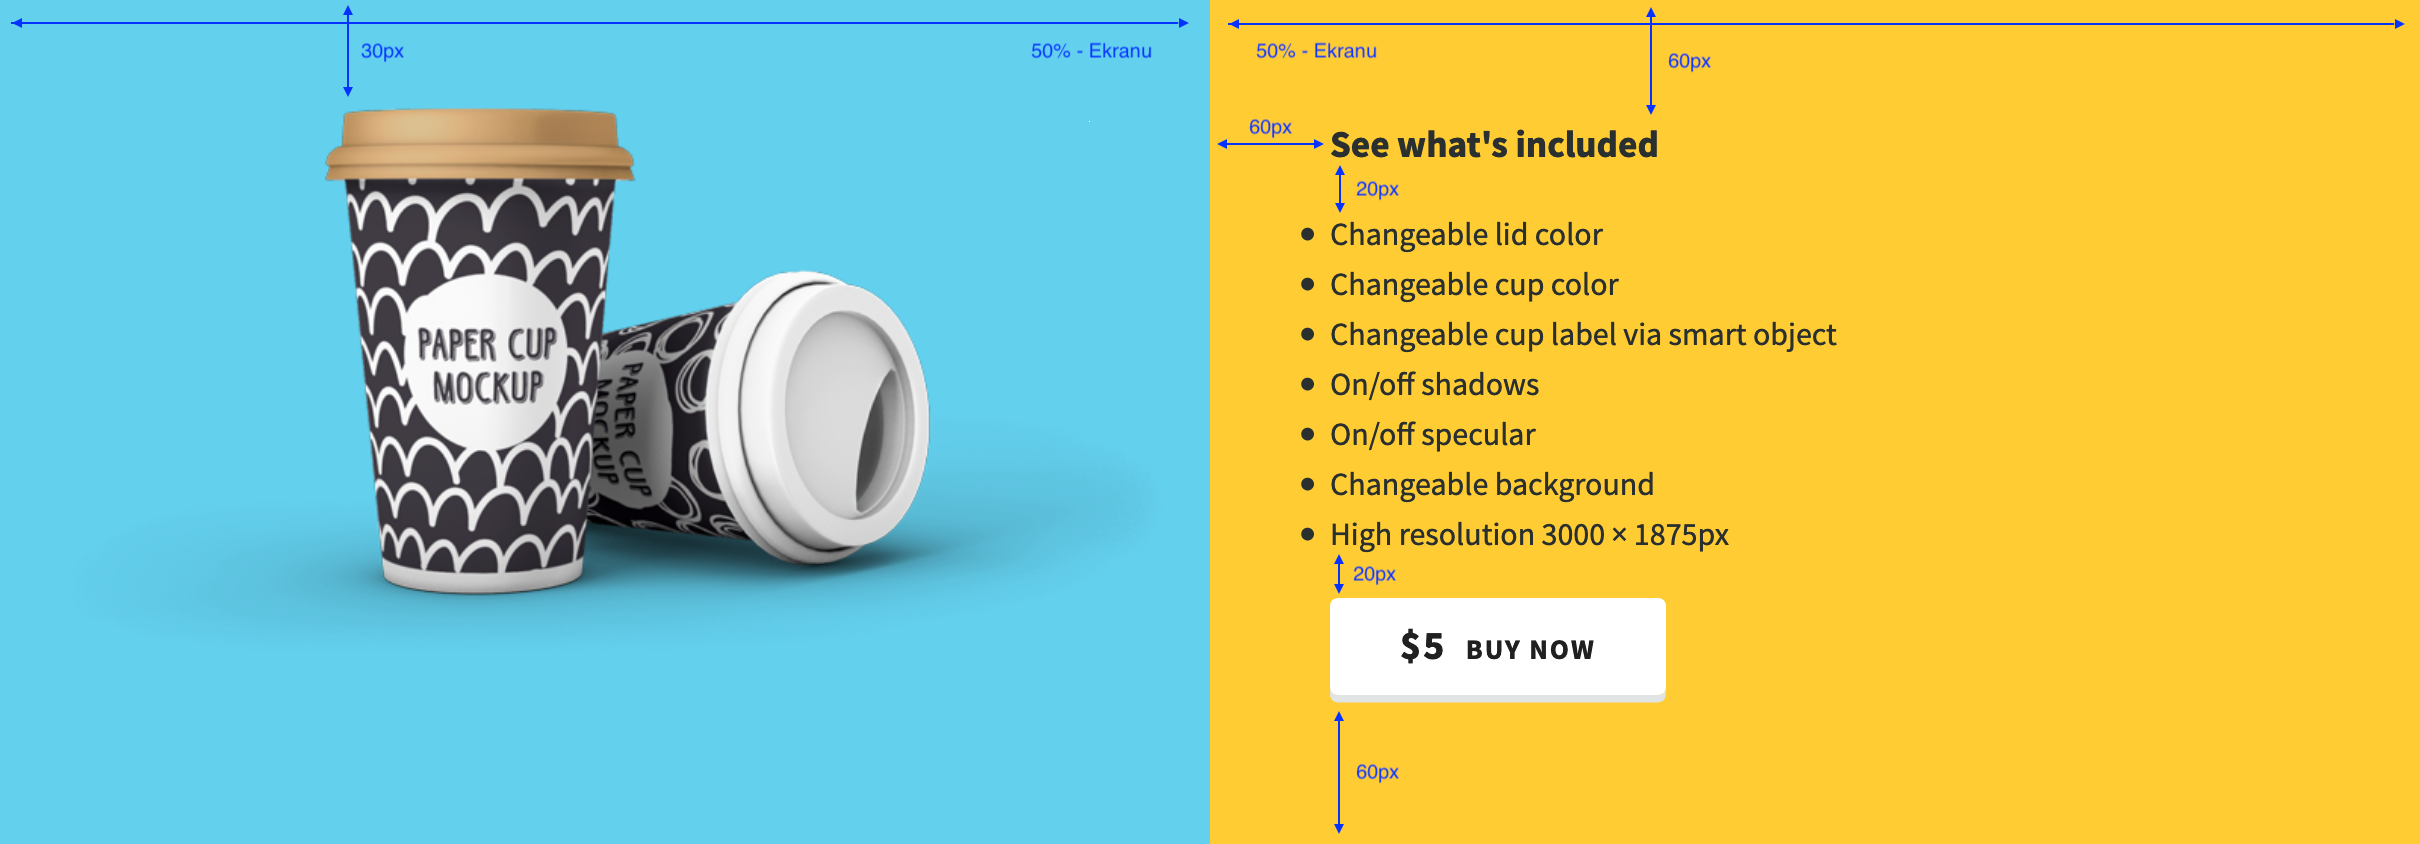 30px
50% - Ekranu
PAPER CUP
MOCKUP
PAPER CUP
MOCKUP
50% - Ekranu
60px
60px
See what's included
20px
• Changeable lid color
• Changeable cup color
• Changeable cup label via smart object
• On/off shadows
• On/off specular
• Changeable background
• High resolution 3000 × 1875px
20px
$5 BUY NOW
60px